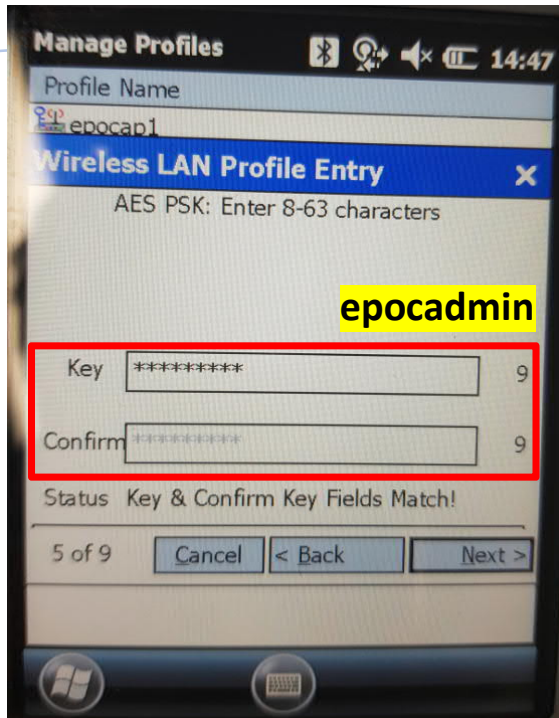 Manage Profiles 14:47
Profile Name
epocap1
Wireless LAN Profile Entry
AES PSK: Enter 8-63 characters
epocadmin
Key ********* 9
Confirm ********* 9
Status Key & Confirm Key Fields Match!
5 of 9 Cancel < Back Next >